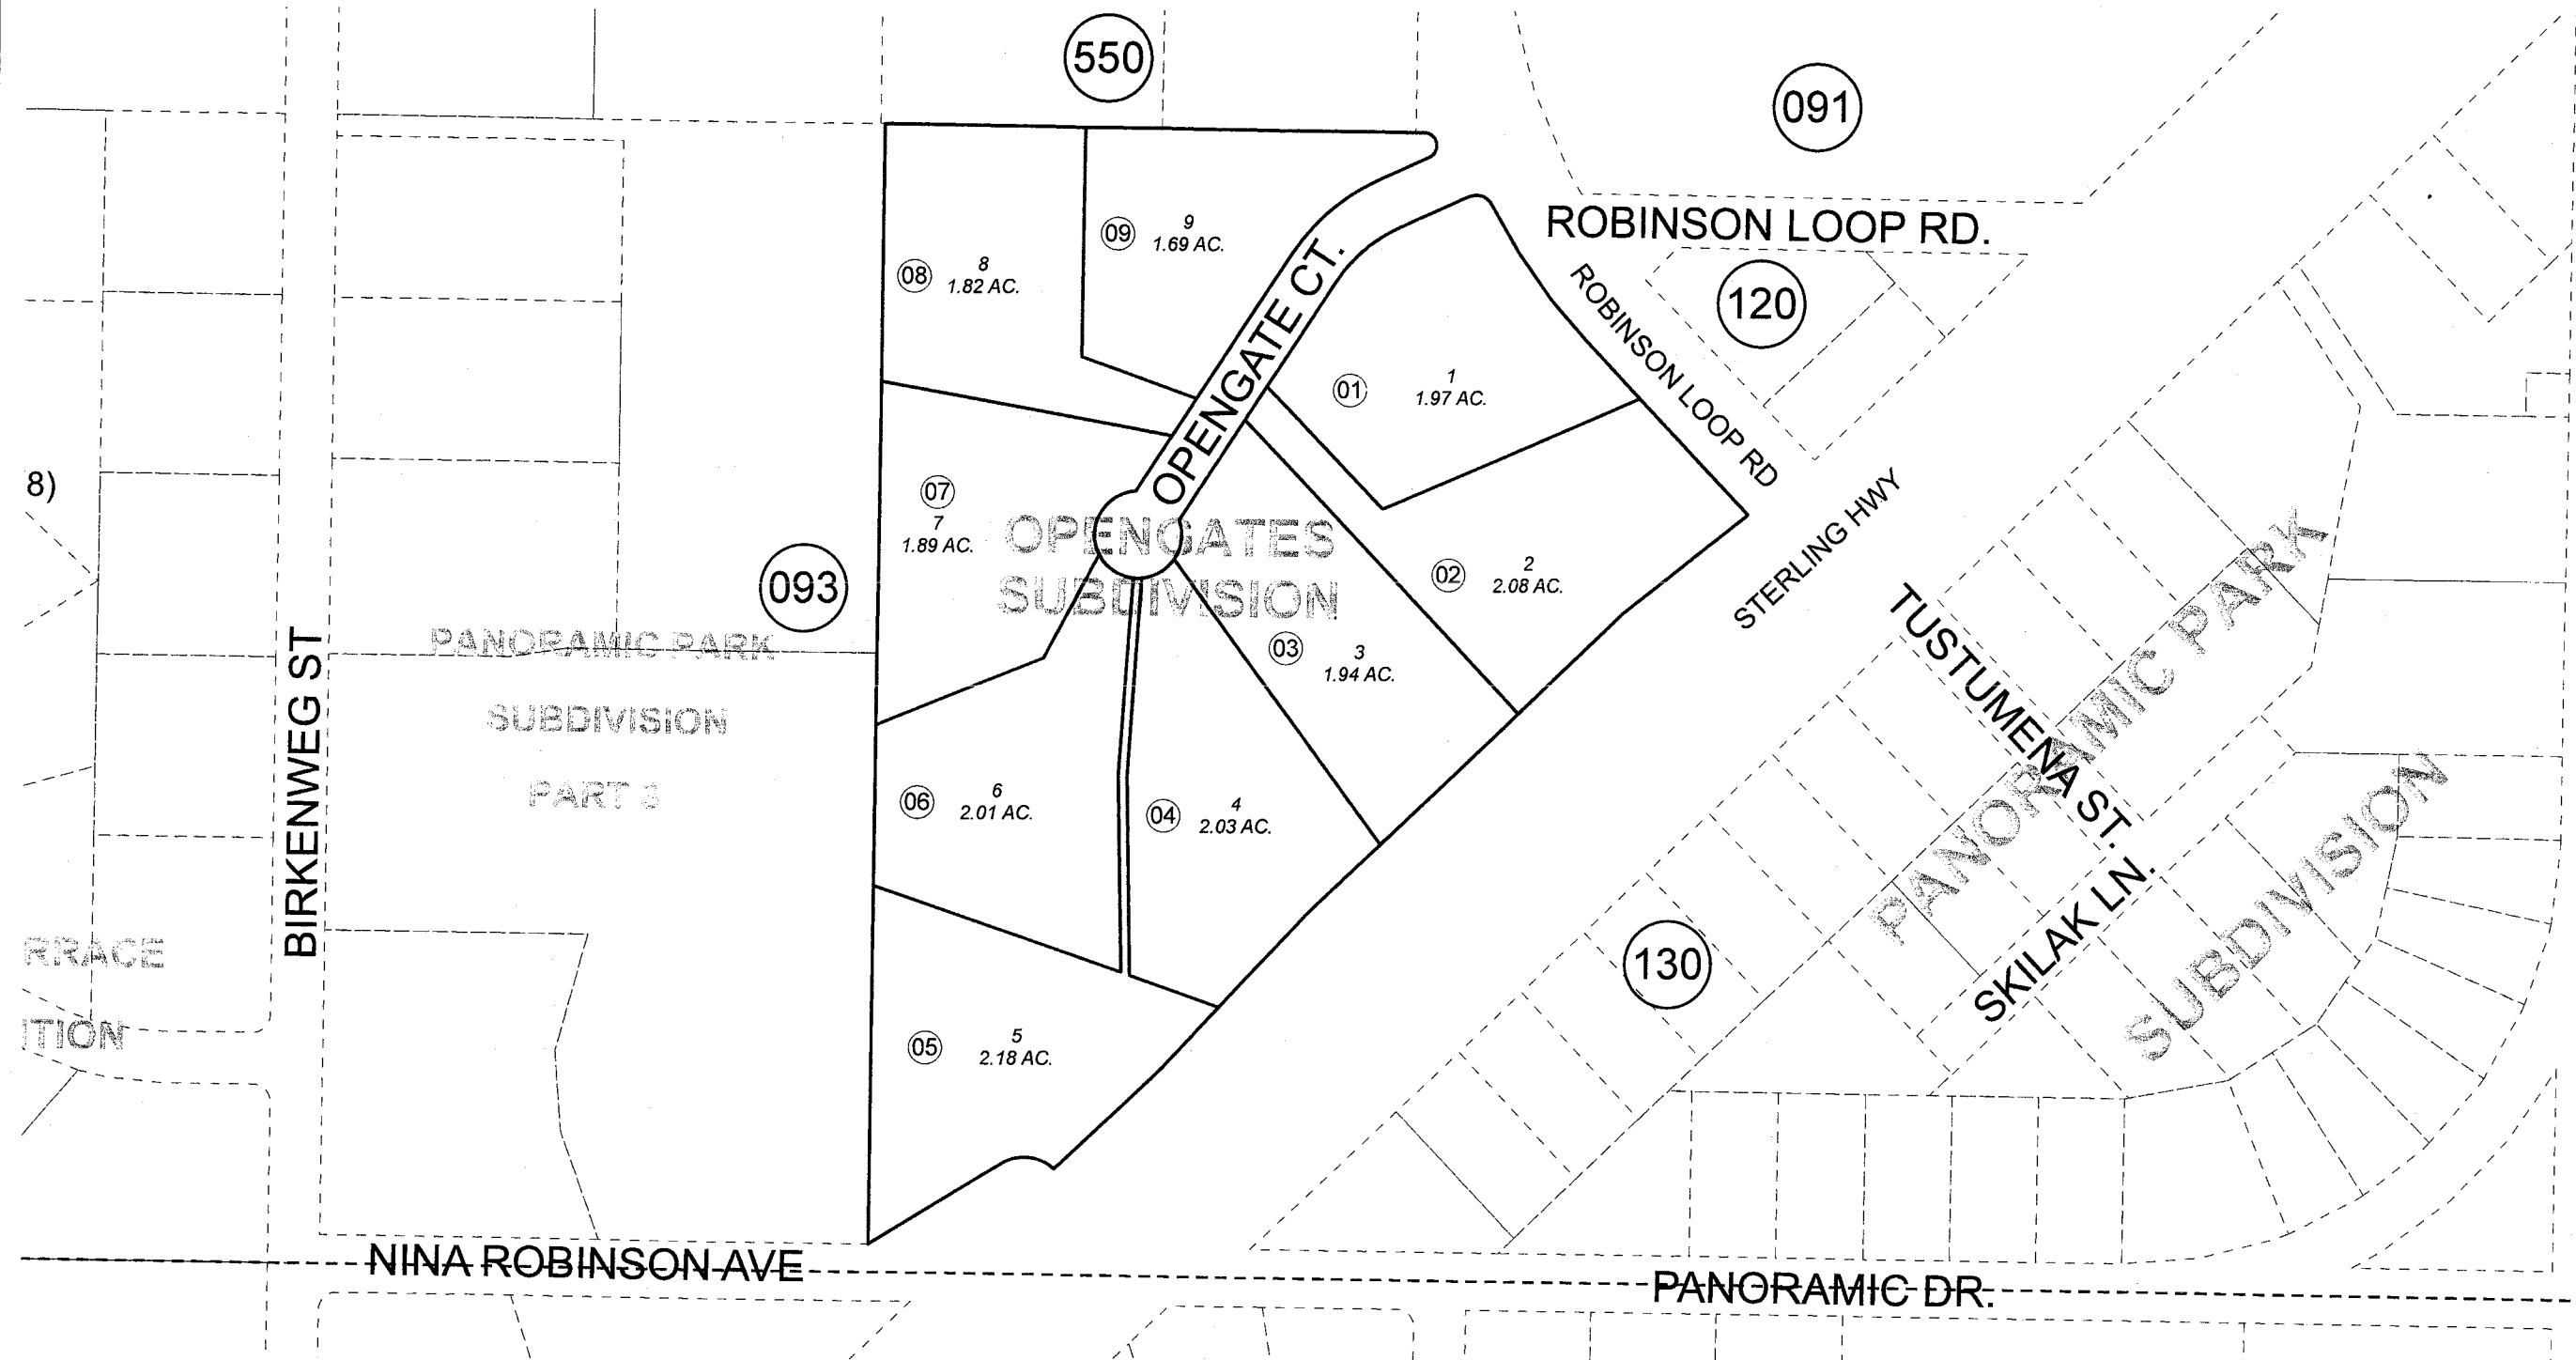 550
091
ROBINSON LOOP RD.
120
ROBINSON LOOP RD
09 9
1.69 AC.
08 8
1.82 AC.
OPENGATE CT.
01 1
1.97 AC.
8)
07
7
1.89 AC.
OPENGATES
SUBDIVISION
093
02 2
2.08 AC.
STERLING HWY
03 3
1.94 AC.
PANORAMIC PARK
SUBDIVISION
PART 3
BIRKENWEG ST
06 6
2.01 AC.
04 4
2.03 AC.
TUSTUMENA ST.
PANORAMIC PARK
SUBDIVISION
SKILAK LN.
130
RRACE
ITION
05 5
2.18 AC.
NINA ROBINSON AVE
PANORAMIC DR.